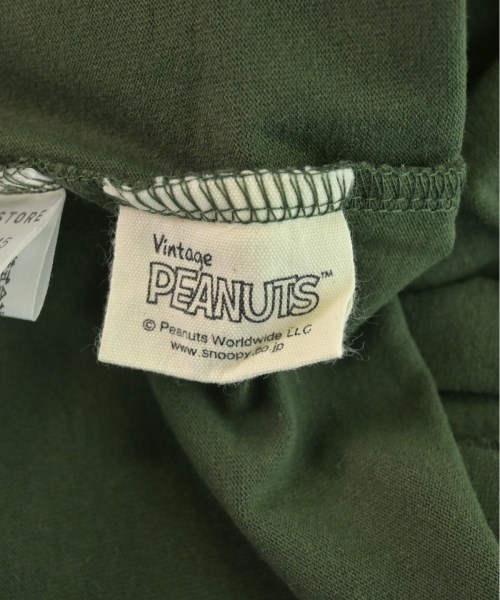 STORE
Vintage
PEANUTS™
© Peanuts Worldwide LLC
www.snoopy.co.jp